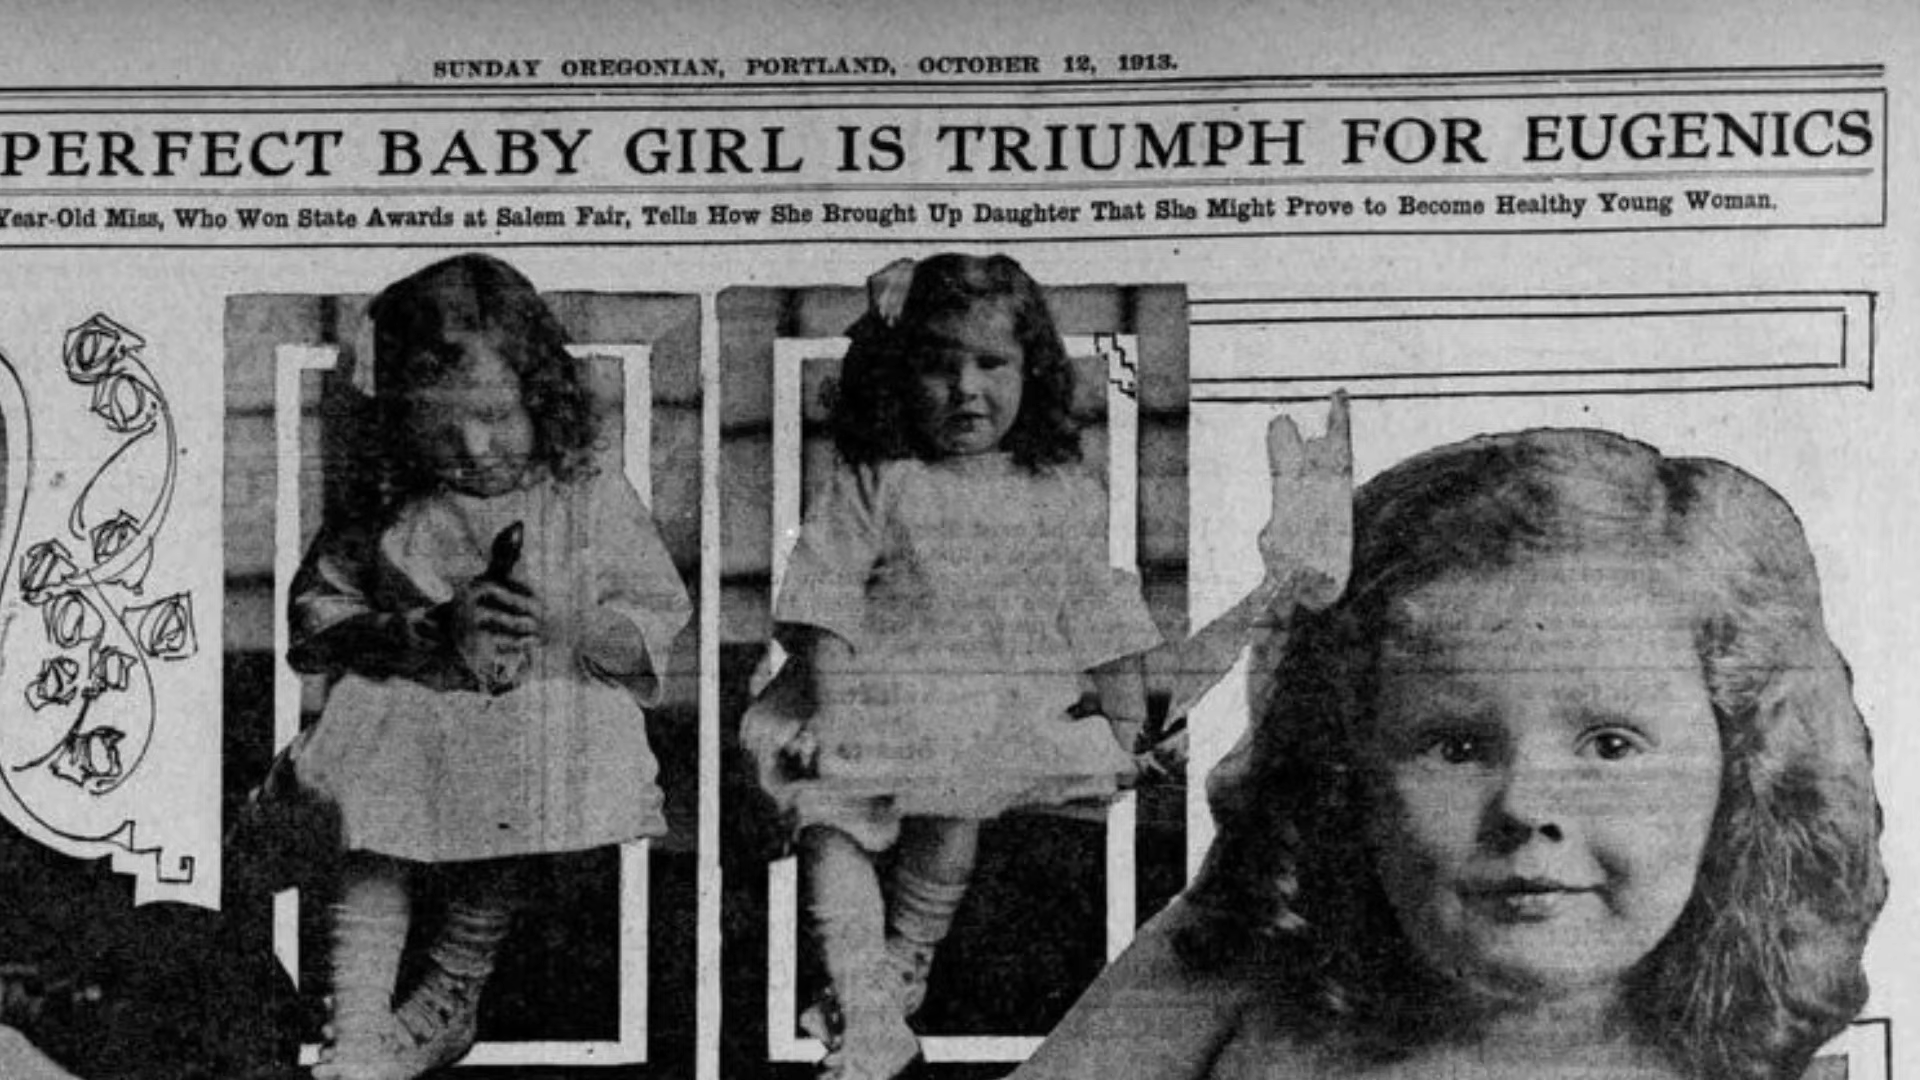 SUNDAY OREGONIAN, PORTLAND, OCTOBER 12, 1913.
PERFECT BABY GIRL IS TRIUMPH FOR EUGENICS
Year-Old Miss, Who Won State Awards at Salem Fair, Tells How She Brought Up Daughter That She Might Prove to Become Healthy Young Woman.